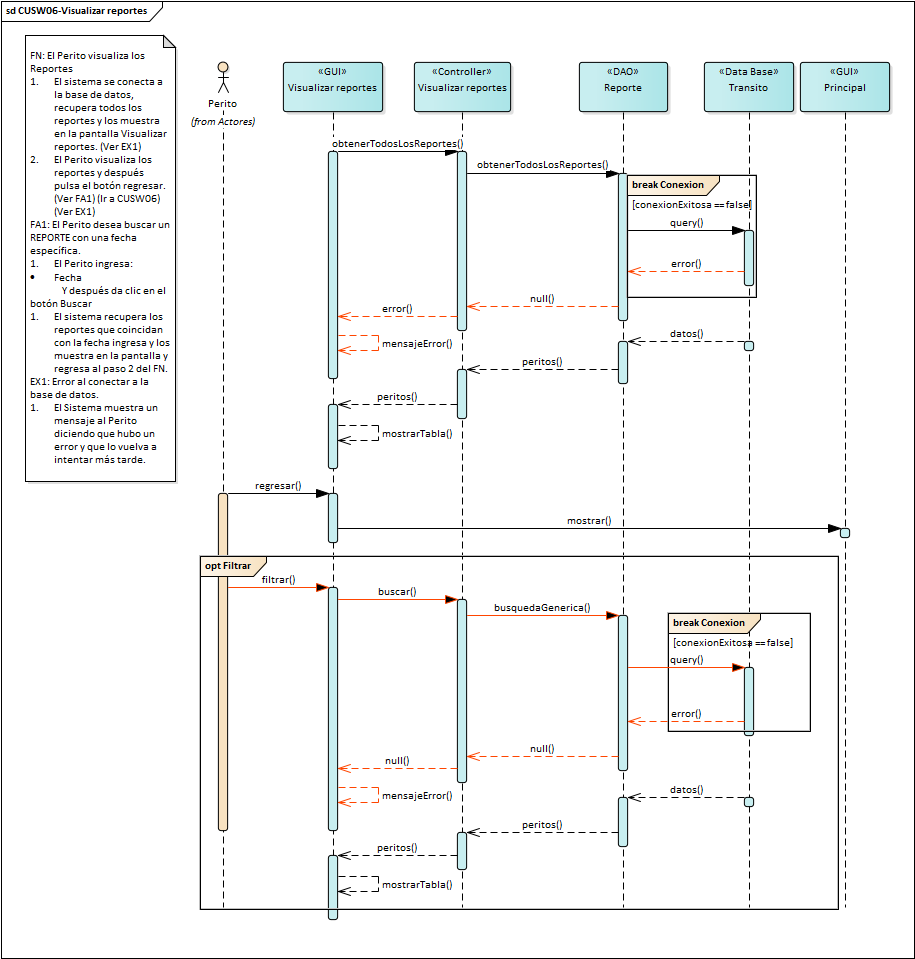 sd CUSW06-Visualizar reportes
FN: El Perito visualiza los
Reportes
1. El sistema se conecta a
la base de datos,
recupera todos los
reportes y los muestra
en la pantalla Visualizar
reportes. (Ver EX1)
2. El Perito visualiza los
reportes y después
pulsa el botón regresar.
(Ver FA1) (Ir a CUSW06)
(Ver EX1)
FA1: El Perito desea buscar un
REPORTE con una fecha
específica.
1. El Perito ingresa:
• Fecha
Y después da clic en el
botón Buscar
1. El sistema recupera los
reportes que coincidan
con la fecha ingresa y los
muestra en la pantalla y
regresa al paso 2 del FN.
EX1: Error al conectar a la
base de datos.
1. El Sistema muestra un
mensaje al Perito
diciendo que hubo un
error y que lo vuelva a
intentar más tarde.
Perito
(from Actores)
«GUI»
Visualizar reportes
«Controller»
Visualizar reportes
«DAO»
Reporte
«Data Base»
Transito
«GUI»
Principal
obtenerTodosLosReportes()
obtenerTodosLosReportes()
break Conexion
[conexionExitosa ==false]
query()
error()
null()
error()
mensajeError()
datos()
peritos()
peritos()
mostrarTabla()
regresar()
mostrar()
opt Filtrar
filtrar()
buscar()
busquedaGenerica()
break Conexion
[conexionExitosa ==false]
query()
error()
null()
null()
mensajeError()
datos()
peritos()
peritos()
mostrarTabla()